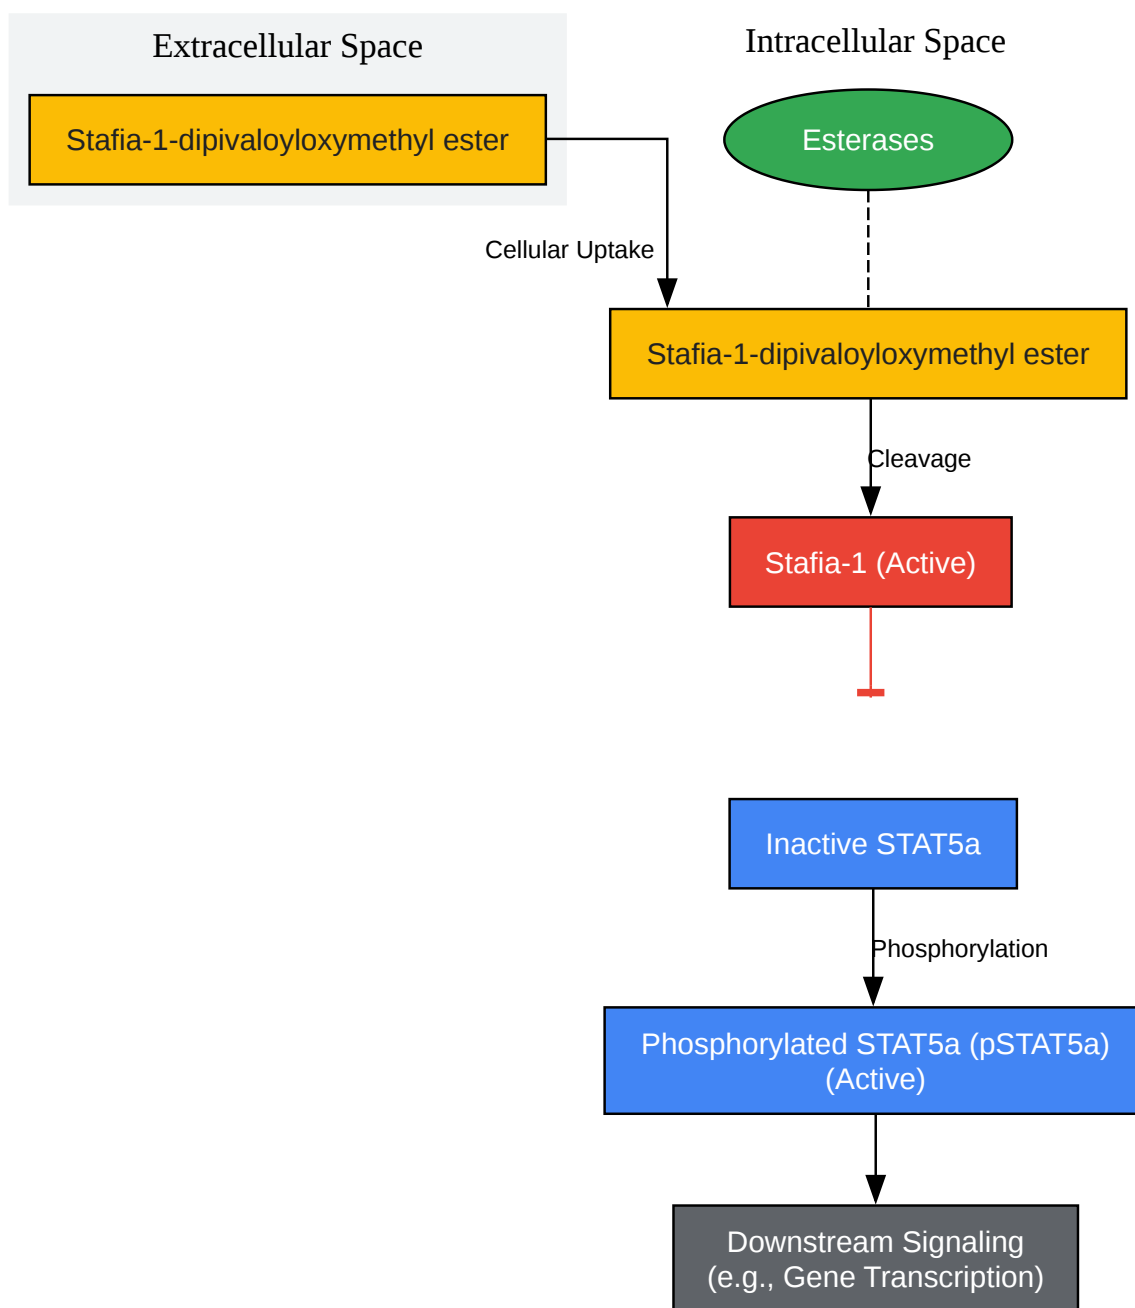 Extracellular Space
Intracellular Space
Stafia-1-dipivaloyloxymethyl ester
Esterases
Cellular Uptake
Stafia-1-dipivaloyloxymethyl ester
Cleavage
Stafia-1 (Active)
Inactive STAT5a
Phosphorylation
Phosphorylated STAT5a (pSTAT5a)
(Active)
Downstream Signaling
(e.g., Gene Transcription)